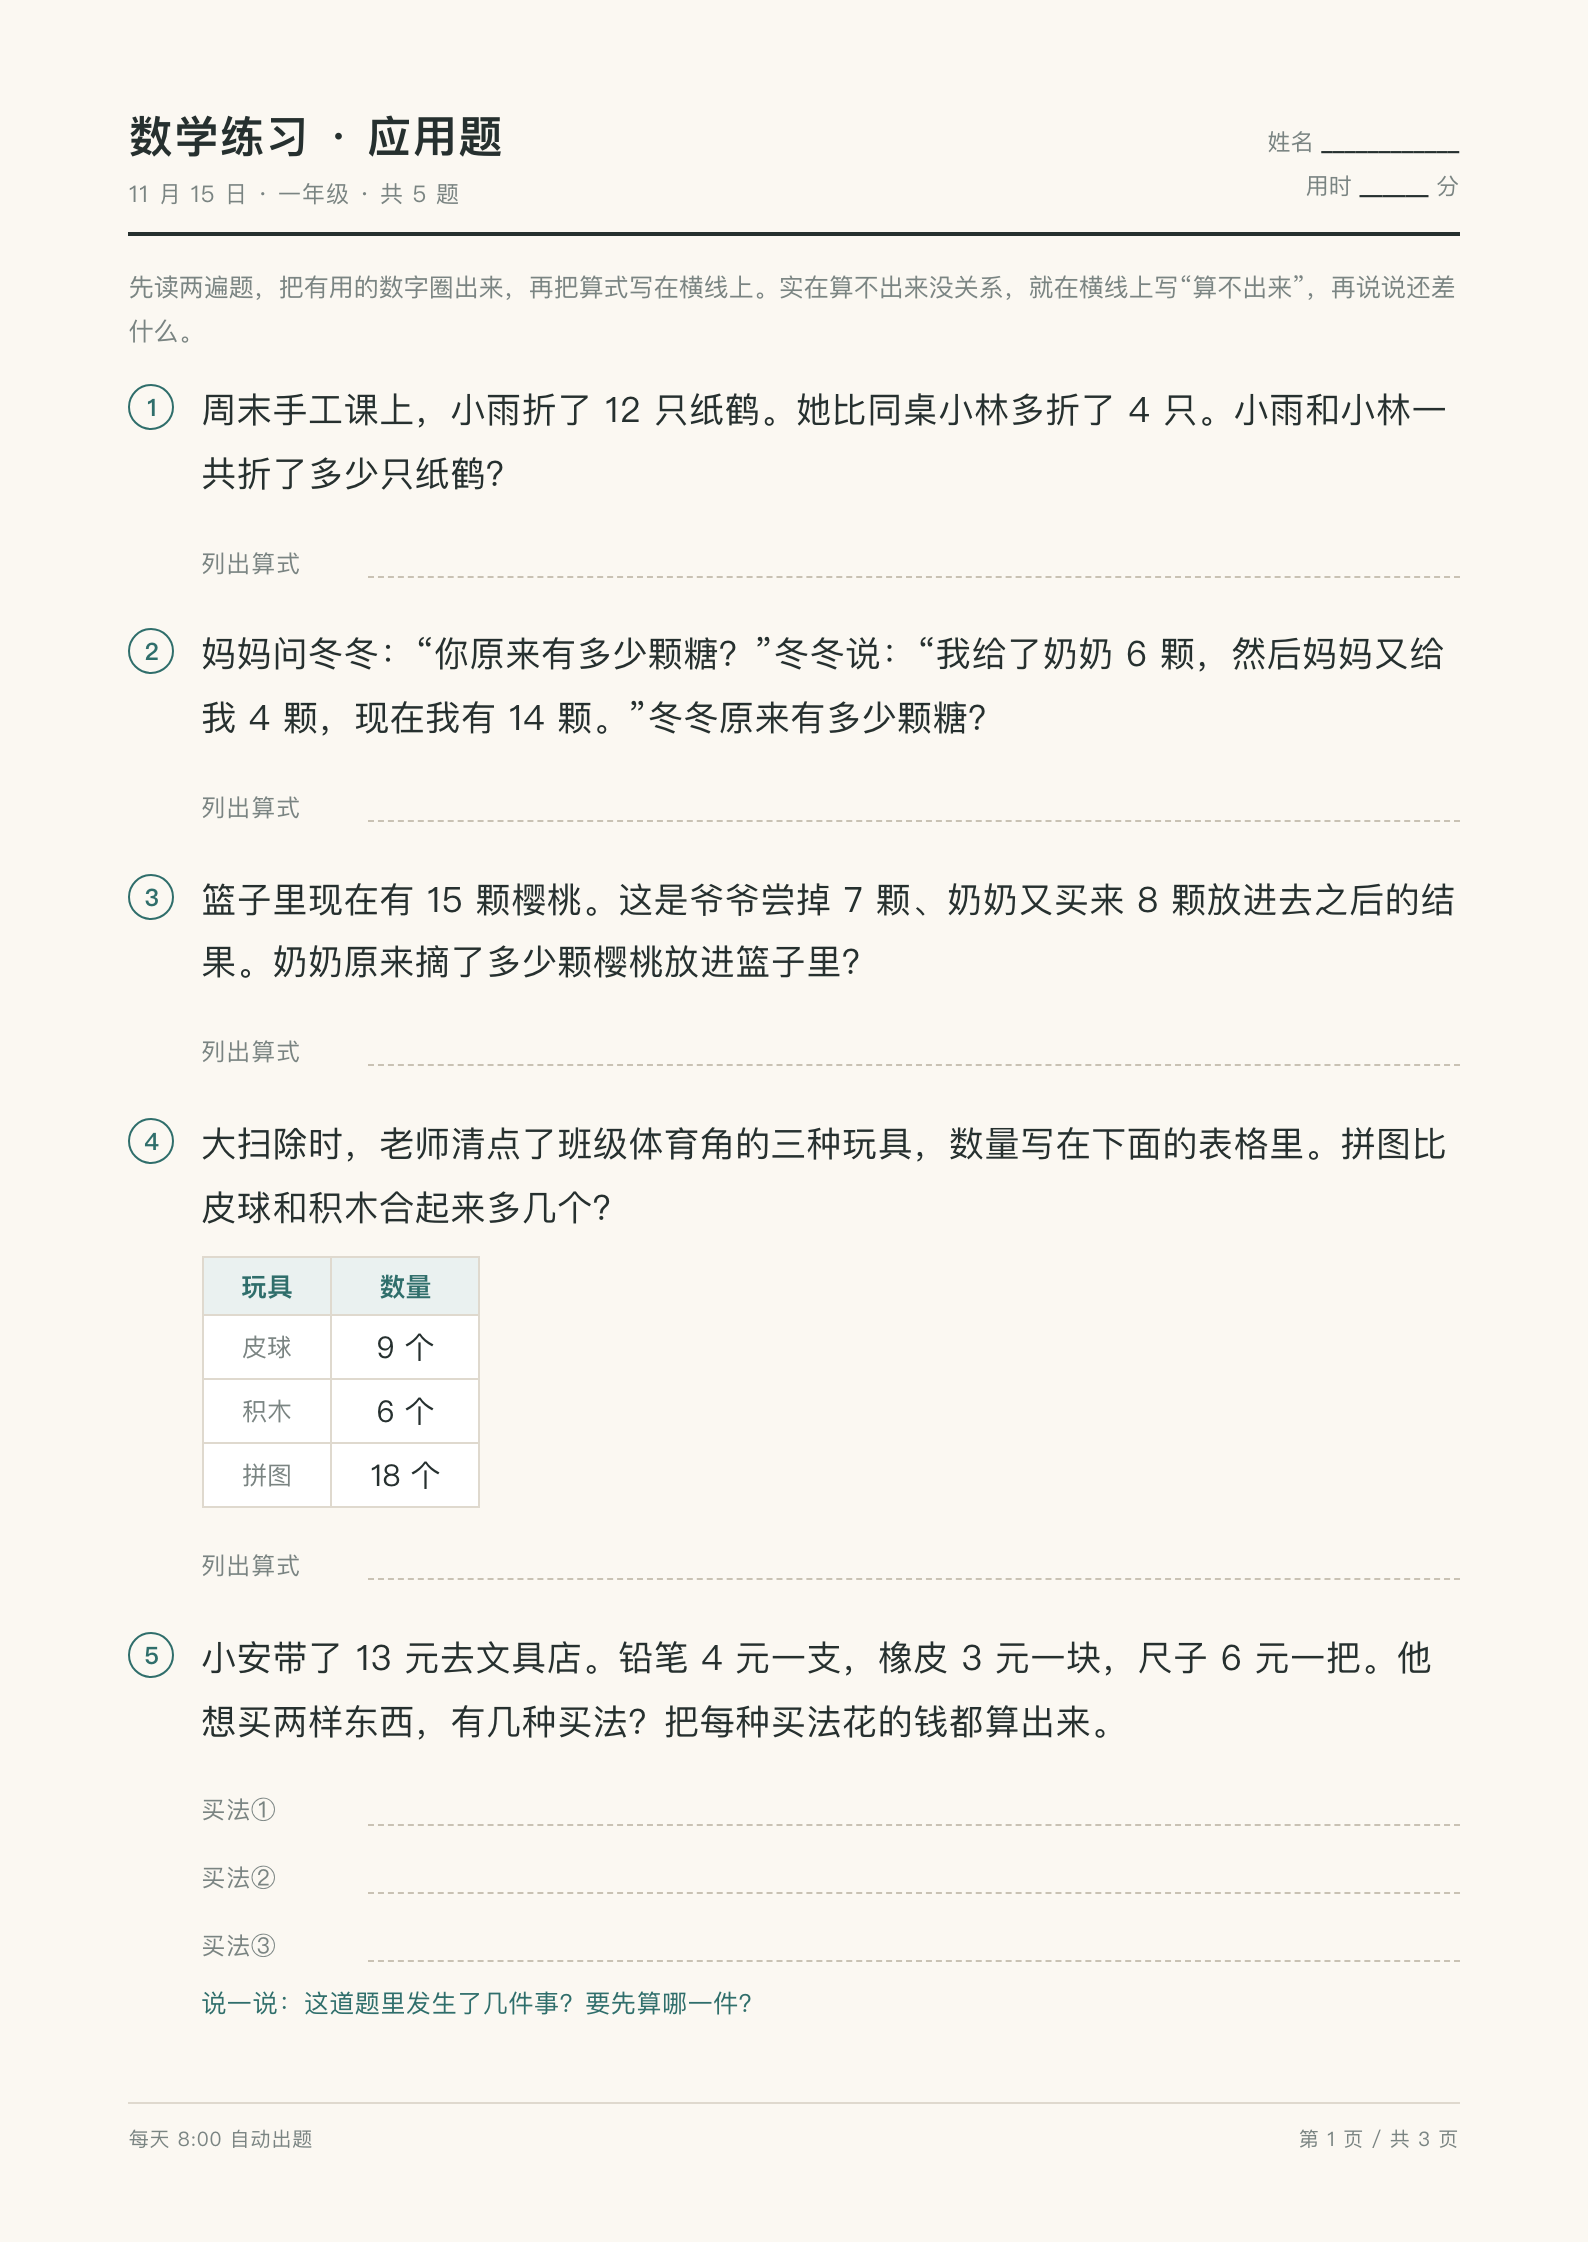 数学练习 · 应用题
11 月 15 日 · 一年级 · 共 5 题
姓名 ____________
用时 ______ 分
先读两遍题，把有用的数字圈出来，再把算式写在横线上。实在算不出来没关系，就在横线上写“算不出来”，再说说还差
什么。
1 周末手工课上，小雨折了 12 只纸鹤。她比同桌小林多折了 4 只。小雨和小林一
共折了多少只纸鹤？
列出算式
2 妈妈问冬冬：“你原来有多少颗糖？”冬冬说：“我给了奶奶 6 颗，然后妈妈又给
我 4 颗，现在我有 14 颗。”冬冬原来有多少颗糖？
列出算式
3 篮子里现在有 15 颗樱桃。这是爷爷尝掉 7 颗、奶奶又买来 8 颗放进去之后的结
果。奶奶原来摘了多少颗樱桃放进篮子里？
列出算式
4 大扫除时，老师清点了班级体育角的三种玩具，数量写在下面的表格里。拼图比
皮球和积木合起来多几个？
玩具 数量
皮球 9 个
积木 6 个
拼图 18 个
列出算式
5 小安带了 13 元去文具店。铅笔 4 元一支，橡皮 3 元一块，尺子 6 元一把。他
想买两样东西，有几种买法？把每种买法花的钱都算出来。
买法①
买法②
买法③
说一说：这道题里发生了几件事？要先算哪一件？
每天 8:00 自动出题
第 1 页 / 共 3 页